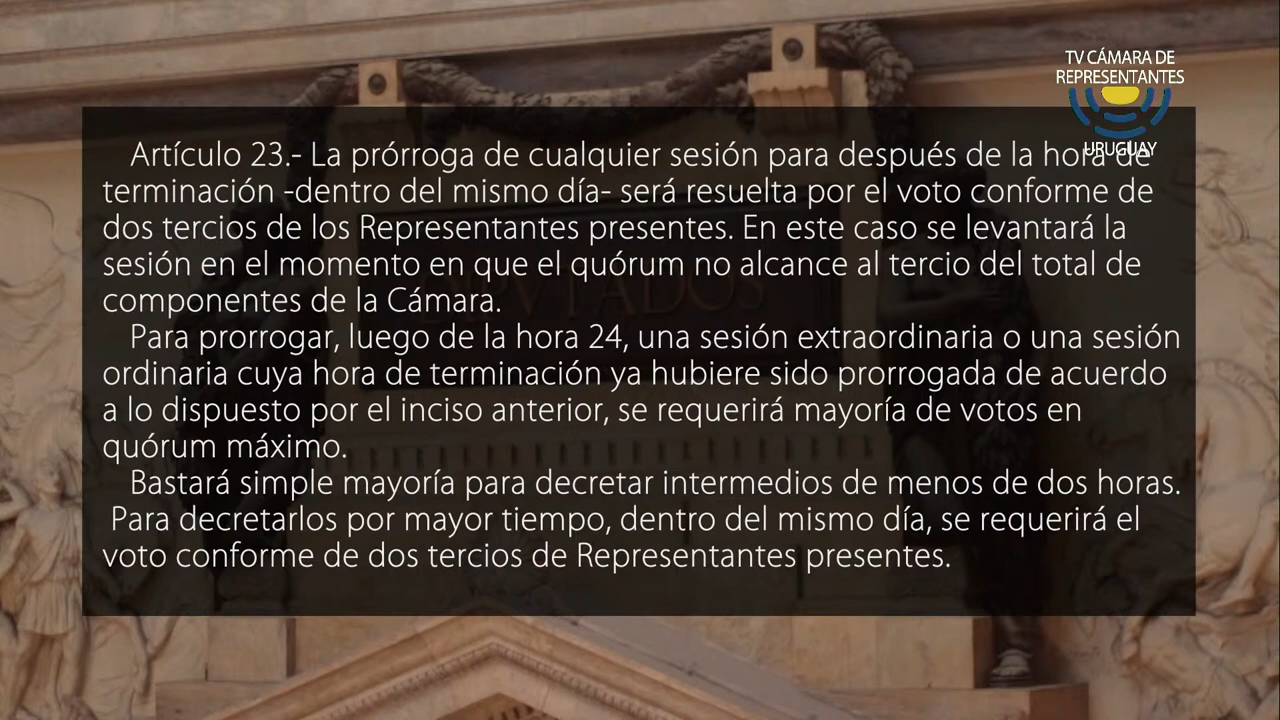 TV CÁMARA DE
REPRESENTANTES
URUGUAY
Artículo 23.- La prórroga de cualquier sesión para después de la hora de
terminación -dentro del mismo día- será resuelta por el voto conforme de
dos tercios de los Representantes presentes. En este caso se levantará la
sesión en el momento en que el quórum no alcance al tercio del total de
componentes de la Cámara.
Para prorrogar, luego de la hora 24, una sesión extraordinaria o una sesión
ordinaria cuya hora de terminación ya hubiere sido prorrogada de acuerdo
a lo dispuesto por el inciso anterior, se requerirá mayoría de votos en
quórum máximo.
Bastará simple mayoría para decretar intermedios de menos de dos horas.
Para decretarlos por mayor tiempo, dentro del mismo día, se requerirá el
voto conforme de dos tercios de Representantes presentes.